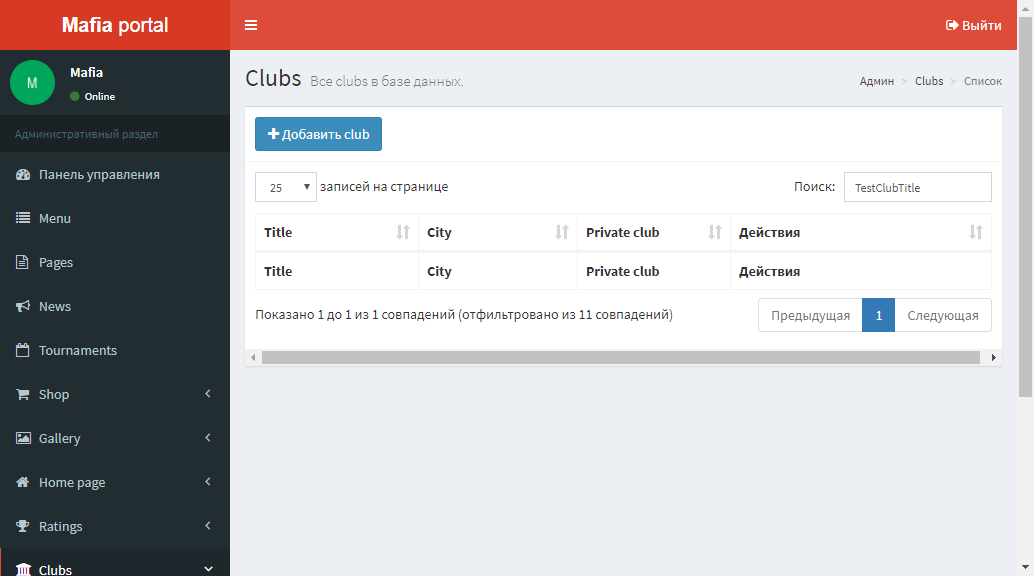 Mafia portal
Выйти
M
Mafia
Online
Административный раздел
Панель управления
Menu
Pages
News
Tournaments
Shop
Gallery
Home page
Ratings
Clubs
Clubs Все clubs в базе данных.
Админ > Clubs > Список
Добавить club
25 записей на странице
Поиск: TestClubTitle
Title City Private club Действия
Title City Private club Действия
Показано 1 до 1 из 1 совпадений (отфильтровано из 11 совпадений)
Предыдущая 1 Следующая